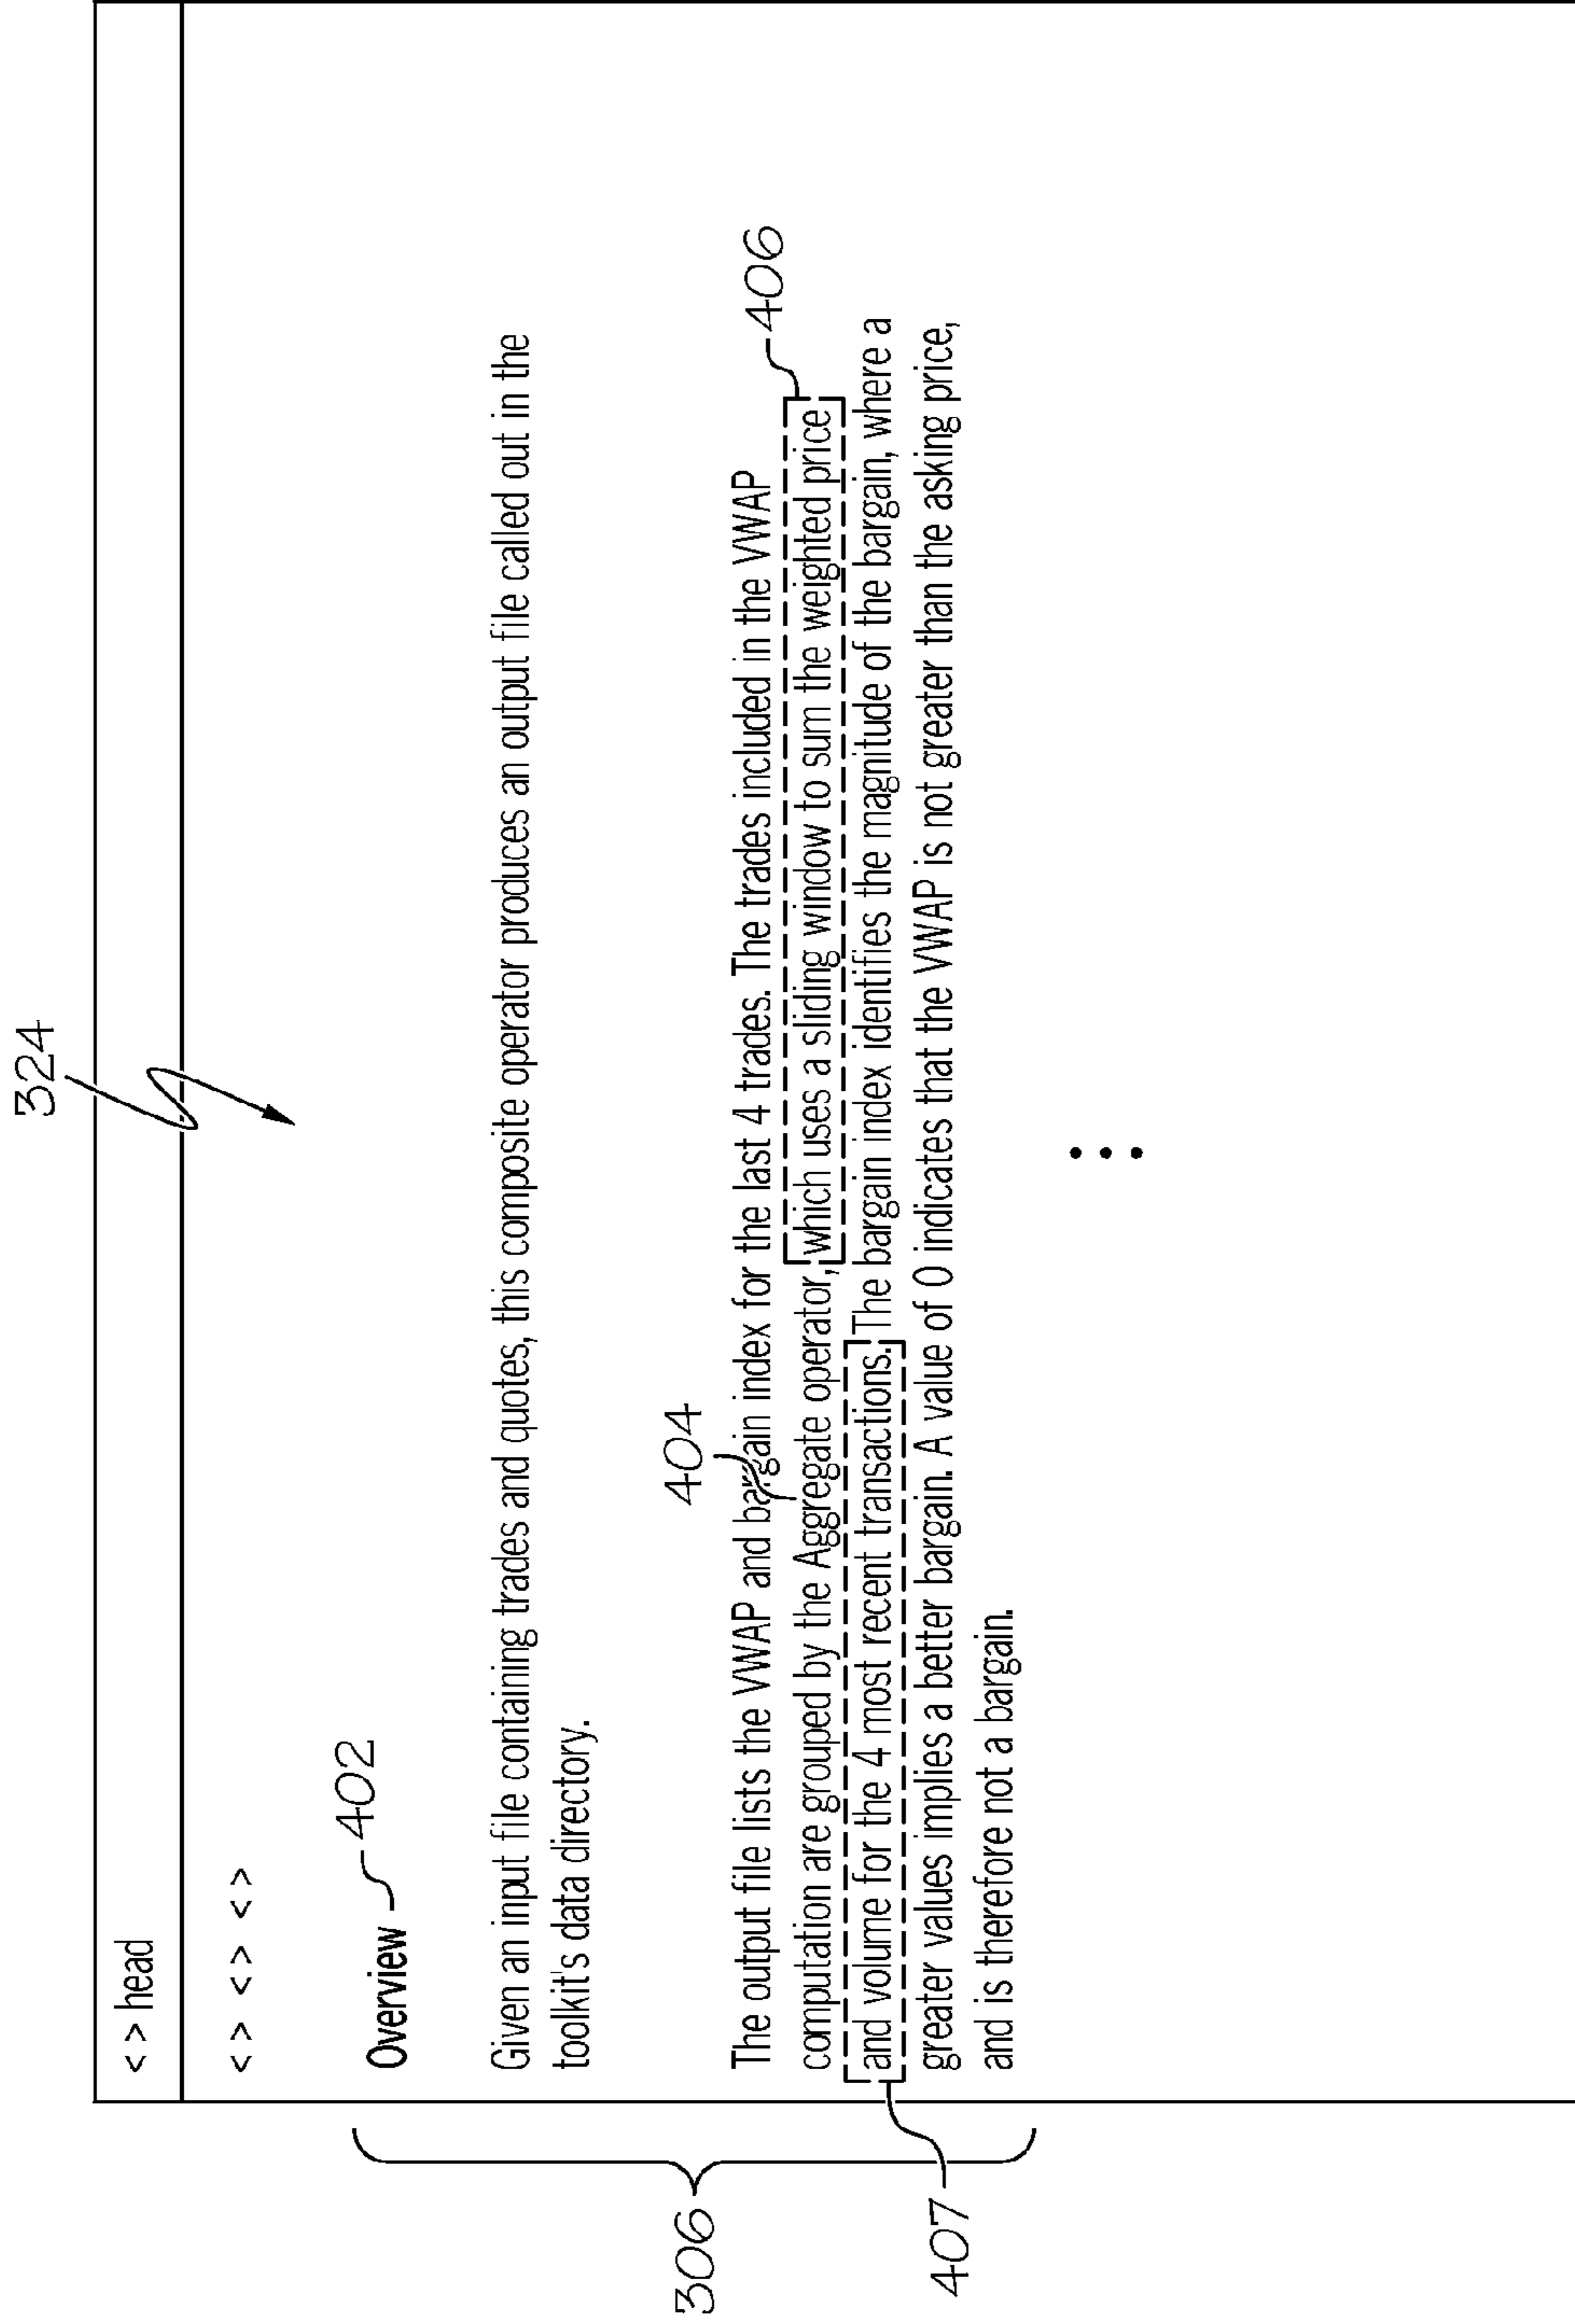 324
< > head
< > < > < >
Overview 402
Given an input file containing trades and quotes, this composite operator produces an output file called out in the
toolkit's data directory.
306
404
406
The output file lists the VWAP and bargain index for the last 4 trades. The trades included in the VWAP
computation are grouped by the Aggregate operator, which uses a sliding window to sum the weighted price
and volume for the 4 most recent transactions. The bargain index identifies the magnitude of the bargain, where a
greater values implies a better bargain. A value of 0 indicates that the VWAP is not greater than the asking price,
and is therefore not a bargain.
407